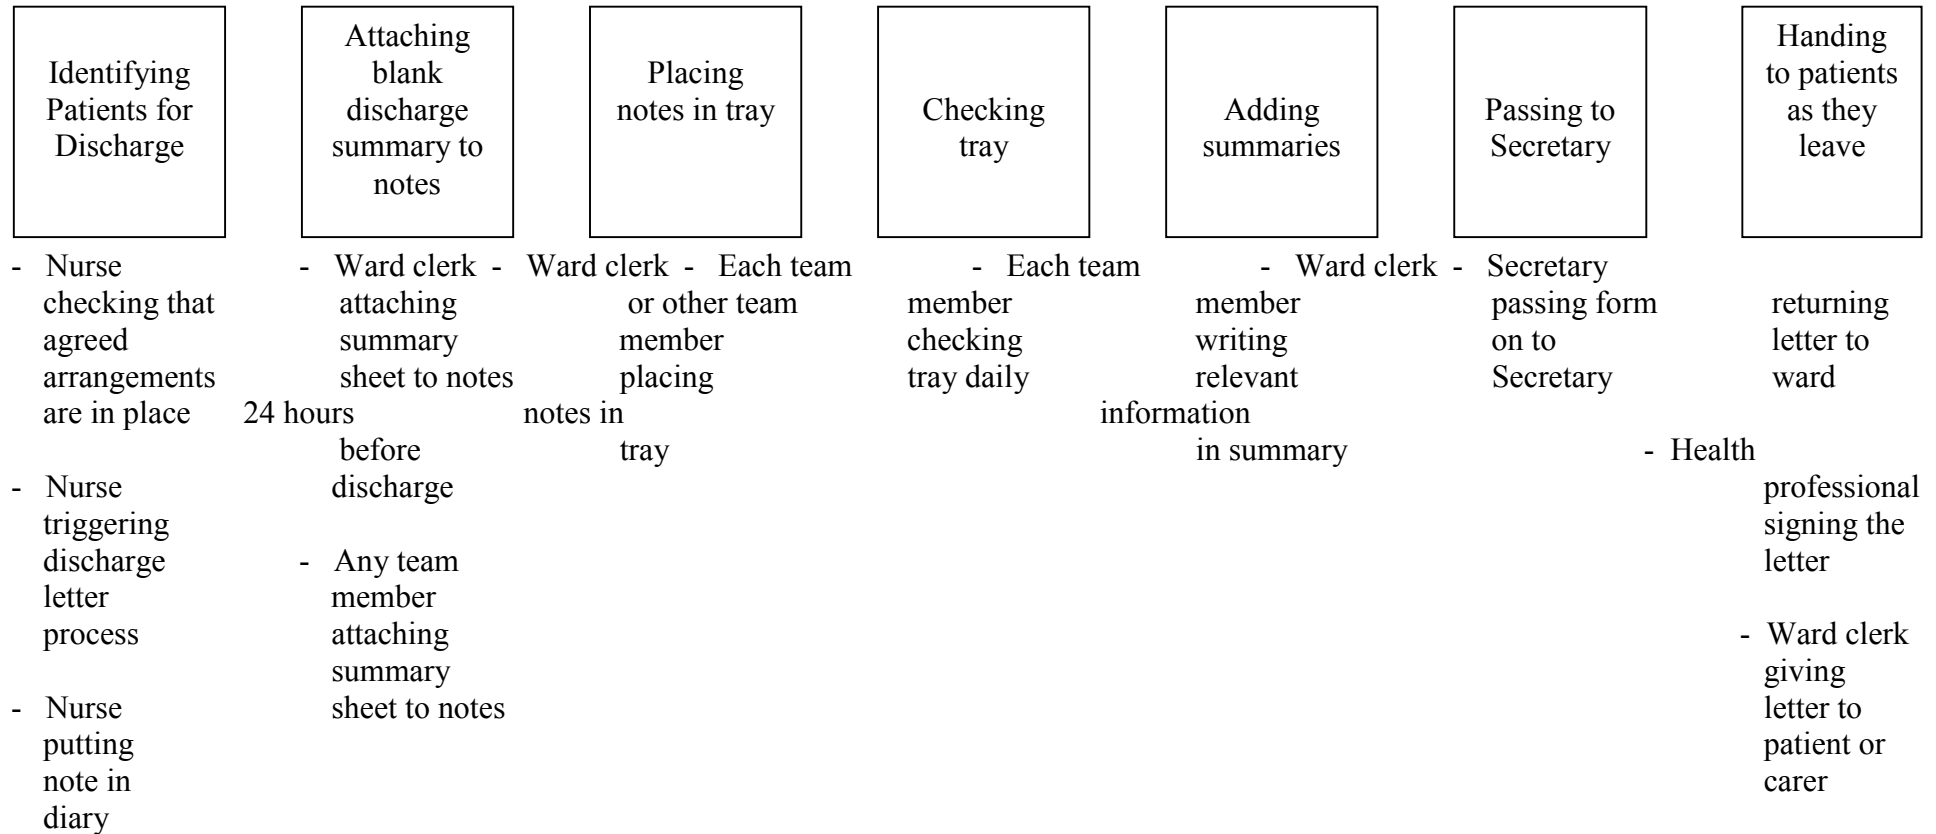 Identifying
Patients for
Discharge
Attaching
blank
discharge
summary to
notes
Placing
notes in tray
Checking
tray
Adding
summaries
Passing to
Secretary
Handing
to patients
as they
leave
- Nurse - Ward clerk - Ward clerk - Each team - Each team - Ward clerk - Secretary
checking that attaching or other team member member passing form returning
agreed summary member checking writing on to letter to
arrangements sheet to notes placing tray daily relevant Secretary ward
are in place 24 hours notes in information
before tray in summary - Health
- Nurse discharge professional
triggering signing the
discharge - Any team letter
letter member
process attaching - Ward clerk
summary giving
- Nurse sheet to notes letter to
putting patient or
note in carer
diary